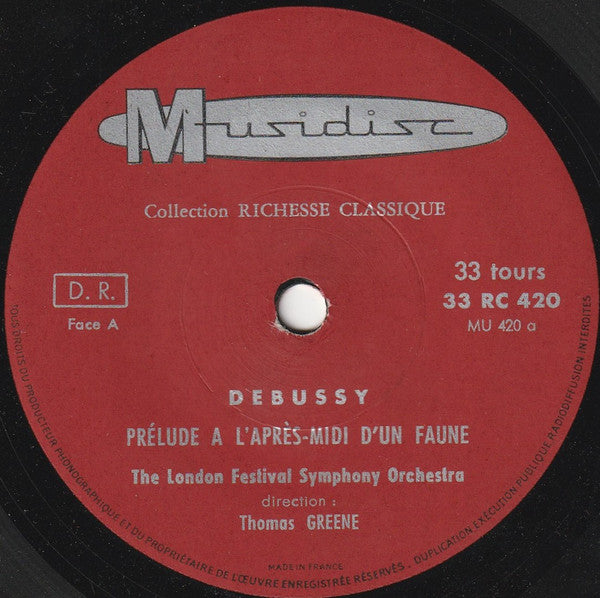 Musidisc
Collection RICHESSE CLASSIQUE
D. R.
Face A
33 tours
33 RC 420
MU 420 a
DEBUSSY
PRÉLUDE A L'APRÈS-MIDI D'UN FAUNE
The London Festival Symphony Orchestra
direction :
Thomas GREENE
MADE IN FRANCE
TOUS DROITS DU PRODUCTEUR PHONOGRAPHIQUE ET DU PROPRIÉTAIRE DE L'ŒUVRE ENREGISTRÉE RÉSERVÉS. DUPLICATION EXÉCUTION PUBLIQUE RADIODIFFUSION INTERDITES